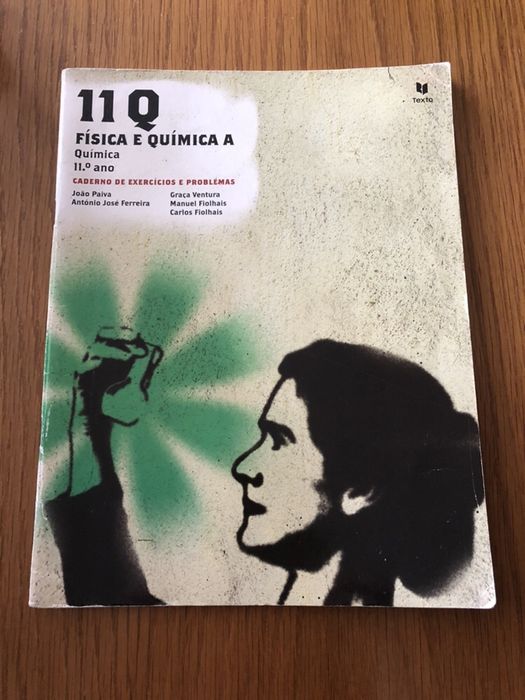 11 Q
FÍSICA E QUÍMICA A
Química
11.º ano
CADERNO DE EXERCÍCIOS E PROBLEMAS
João Paiva
António José Ferreira
Graça Ventura
Manuel Fiolhais
Carlos Fiolhais
Texto